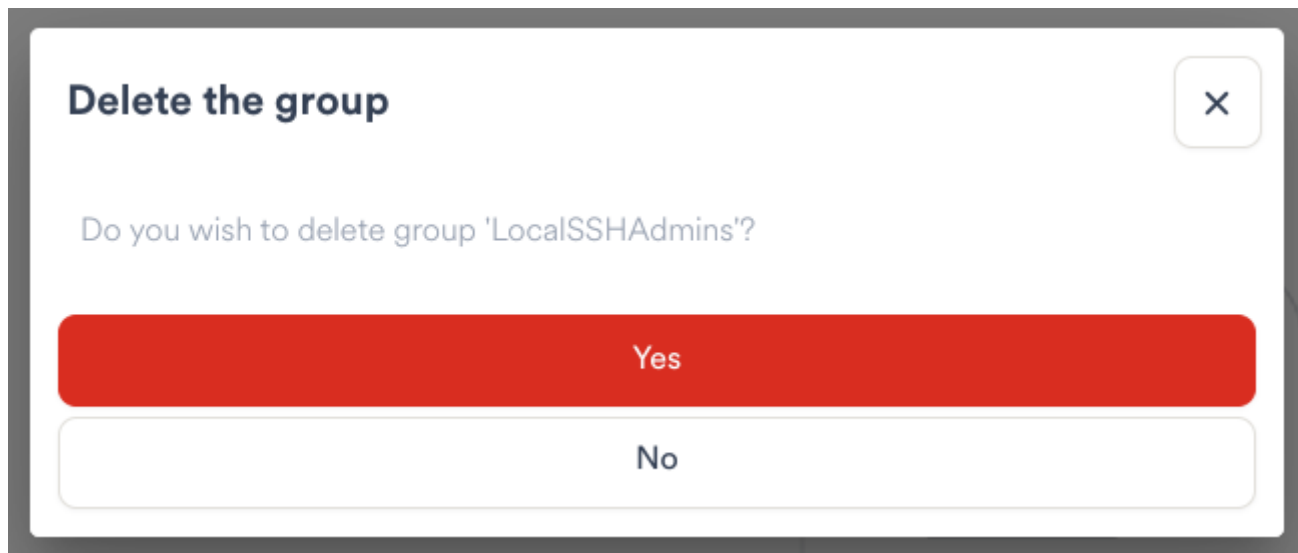 Delete the group
Do you wish to delete group 'LocalSSHAdmins'?
Yes
No